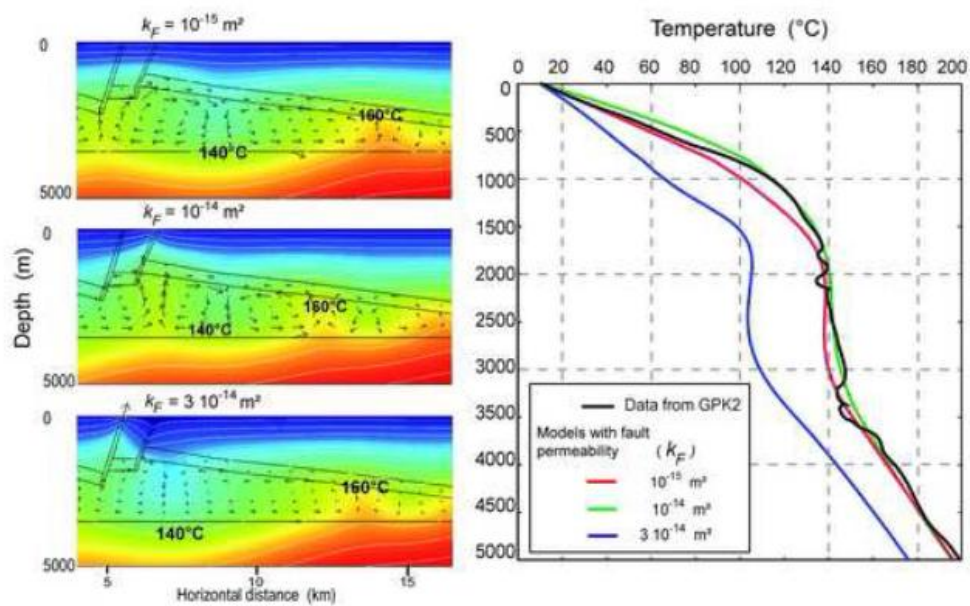 k_F = 10⁻¹⁵ m²
0
160°C
140°C
5000
k_F = 10⁻¹⁴ m²
0
160°C
140°C
5000
k_F = 3 10⁻¹⁴ m²
0
160°C
140°C
5000
5 10 15
Horizontal distance (km)
Depth (m)
Temperature (°C)
0 20 40 60 80 100 120 140 160 180 200
0
500
1000
1500
2000
2500
3000
3500
4000
4500
5000
Data from GPK2
Models with fault
permeability (k_F)
10⁻¹⁵ m²
10⁻¹⁴ m²
3 10⁻¹⁴ m²